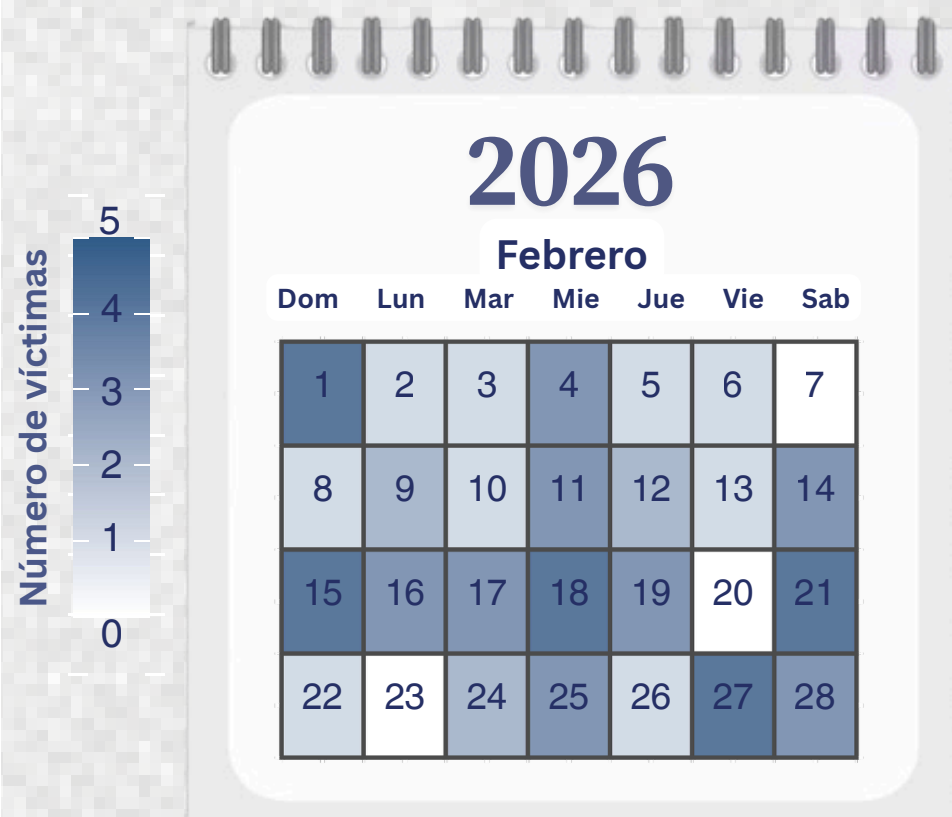 2026
Febrero
Dom Lun Mar Mie Jue Vie Sab
1 2 3 4 5 6 7
8 9 10 11 12 13 14
15 16 17 18 19 20 21
22 23 24 25 26 27 28
Número de víctimas
5
4
3
2
1
0